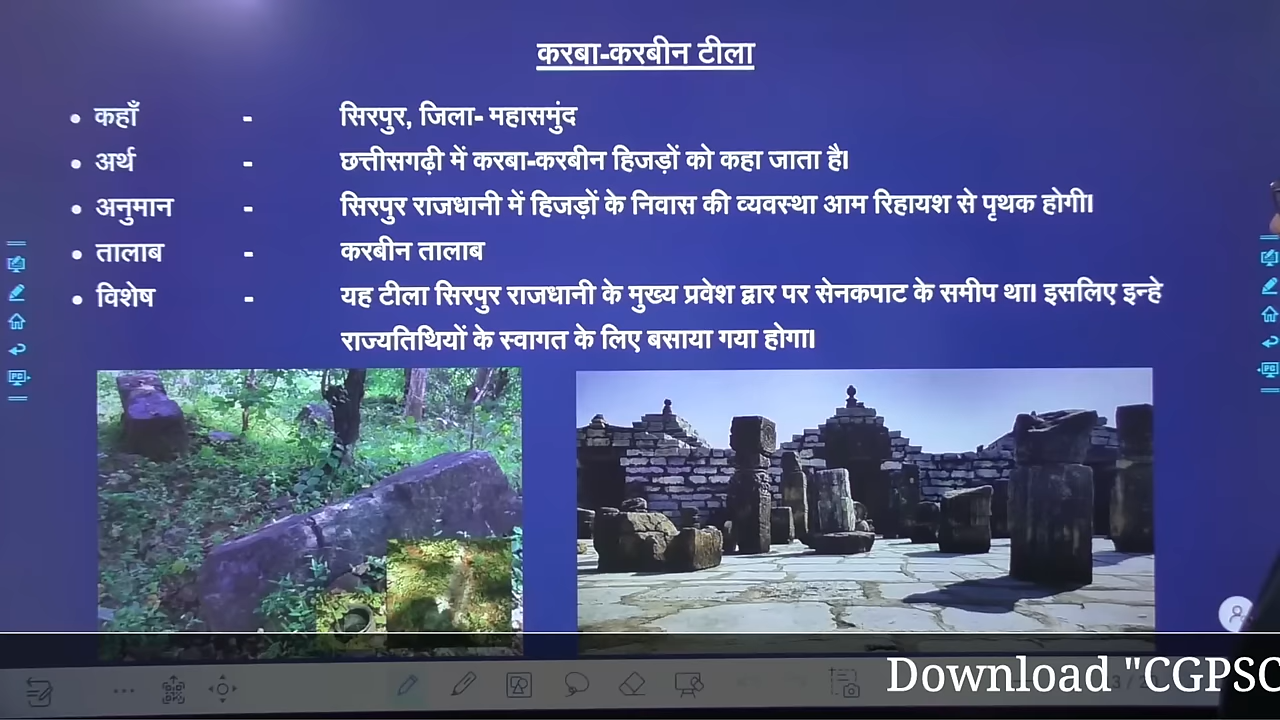 करबा-करबीन टीला
• कहाँ - सिरपुर, जिला- महासमुंद
• अर्थ - छत्तीसगढ़ी में करबा-करबीन हिजड़ों को कहा जाता है।
• अनुमान - सिरपुर राजधानी में हिजड़ों के निवास की व्यवस्था आम रिहायश से पृथक होगी।
• तालाब - करबीन तालाब
• विशेष - यह टीला सिरपुर राजधानी के मुख्य प्रवेश द्वार पर सेनकपाट के समीप था। इसलिए इन्हे
राज्यतिथियों के स्वागत के लिए बसाया गया होगा।
Download "CGPSC